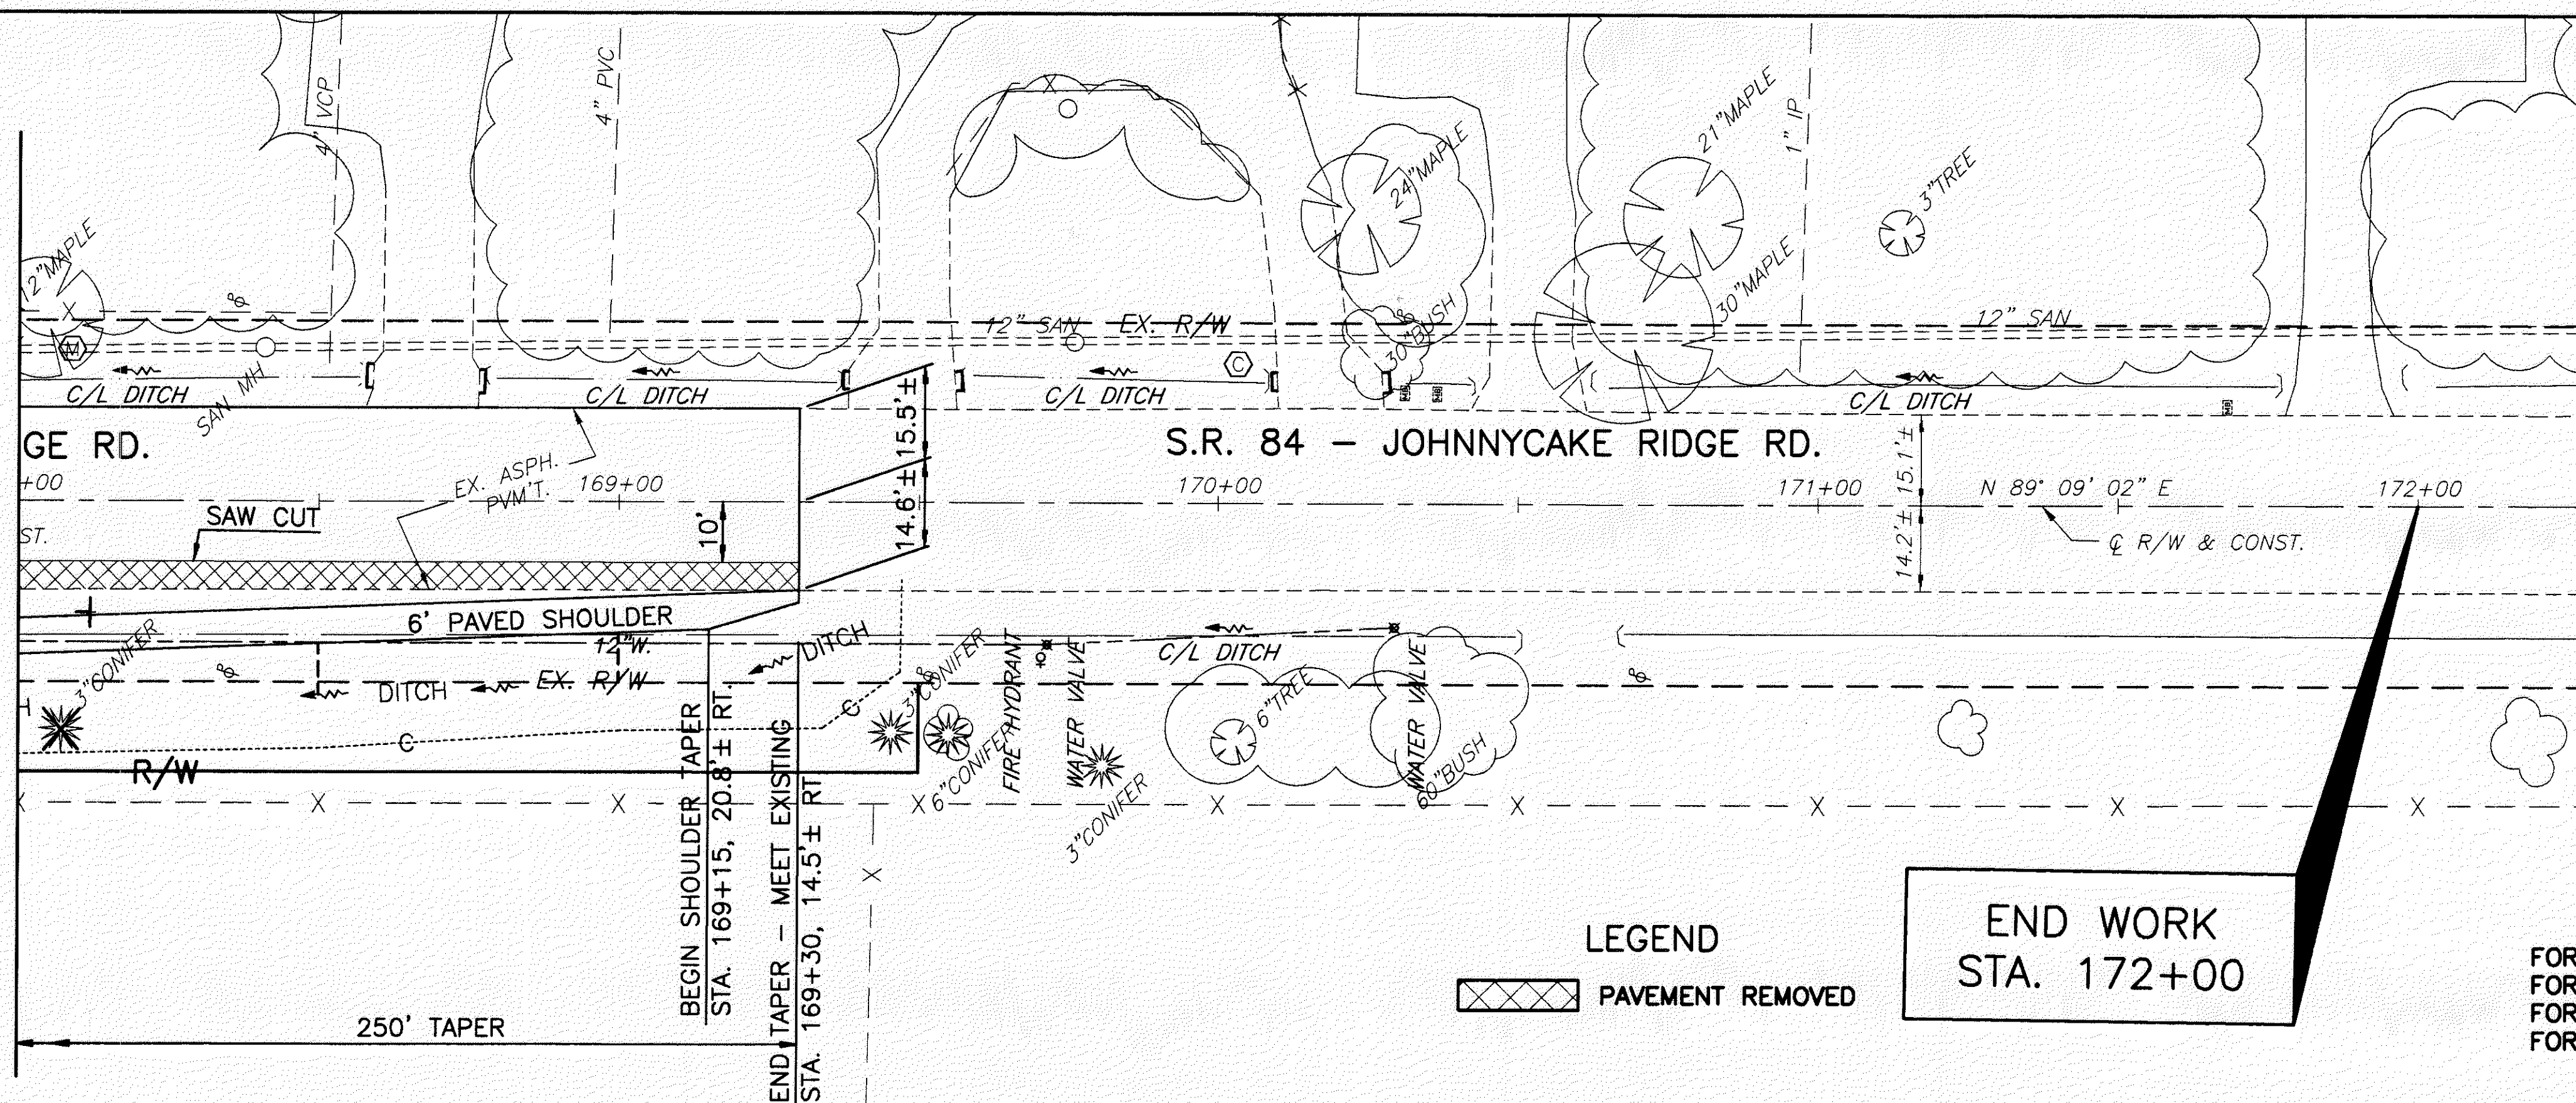 4" VCP
4" PVC
21"MAPLE
1" IP
24"MAPLE
3"TREE
12"MAPLE
30"MAPLE
12" SAN
EX. R/W
30"BUSH
12" SAN
M
C
C/L DITCH
SAN MH
C/L DITCH
C/L DITCH
C/L DITCH
15.5'±
GE RD.
S.R. 84 - JOHNNYCAKE RIDGE RD.
15.1'±
EX. ASPH.
PVM'T.
+00
169+00
170+00
171+00
N 89° 09' 02" E
172+00
14.6'±
14.2'±
10'
SAW CUT
ST.
℄ R/W & CONST.
6' PAVED SHOULDER
12"W.
DITCH
C/L DITCH
3"CONIFER
DITCH
EX. R/W
3"CONIFER
FIRE HYDRANT
WATER VALVE
6"TREE
WATER VALVE
H
C
C
R/W
6"CONIFER
3"CONIFER
60"BUSH
X X X X X X X X X
BEGIN SHOULDER TAPER
STA. 169+15, 20.8'± RT.
END TAPER - MEET EXISTING
STA. 169+30, 14.5'± RT
250' TAPER
LEGEND
PAVEMENT REMOVED
END WORK
STA. 172+00
FOR
FOR
FOR
FOR